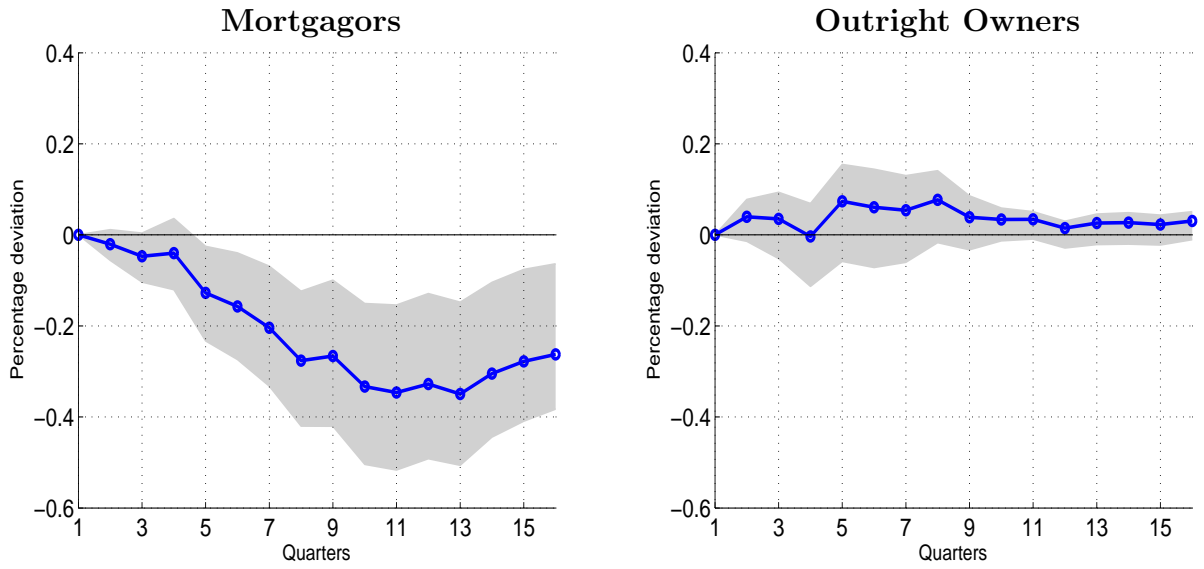 Mortgagors
0.4
0.2
0
−0.2
−0.4
−0.6
Percentage deviation
1 3 5 7 9 11 13 15
Quarters
Outright Owners
0.4
0.2
0
−0.2
−0.4
−0.6
Percentage deviation
1 3 5 7 9 11 13 15
Quarters